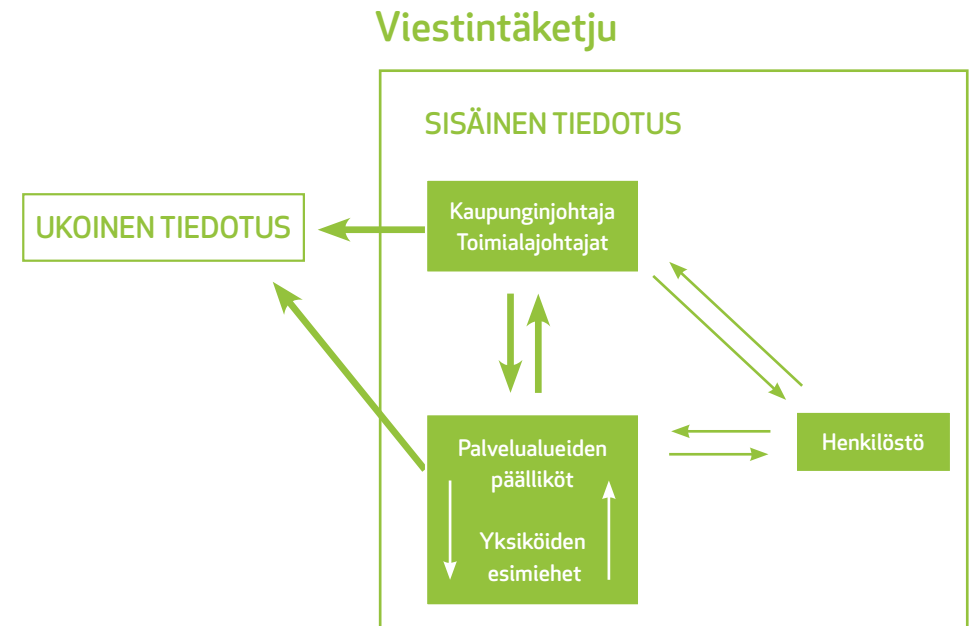 Viestintäketju
SISÄINEN TIEDOTUS
UKOINEN TIEDOTUS
Kaupunginjohtaja
Toimialajohtajat
Palvelualueiden
päälliköt
Yksiköiden
esimiehet
Henkilöstö